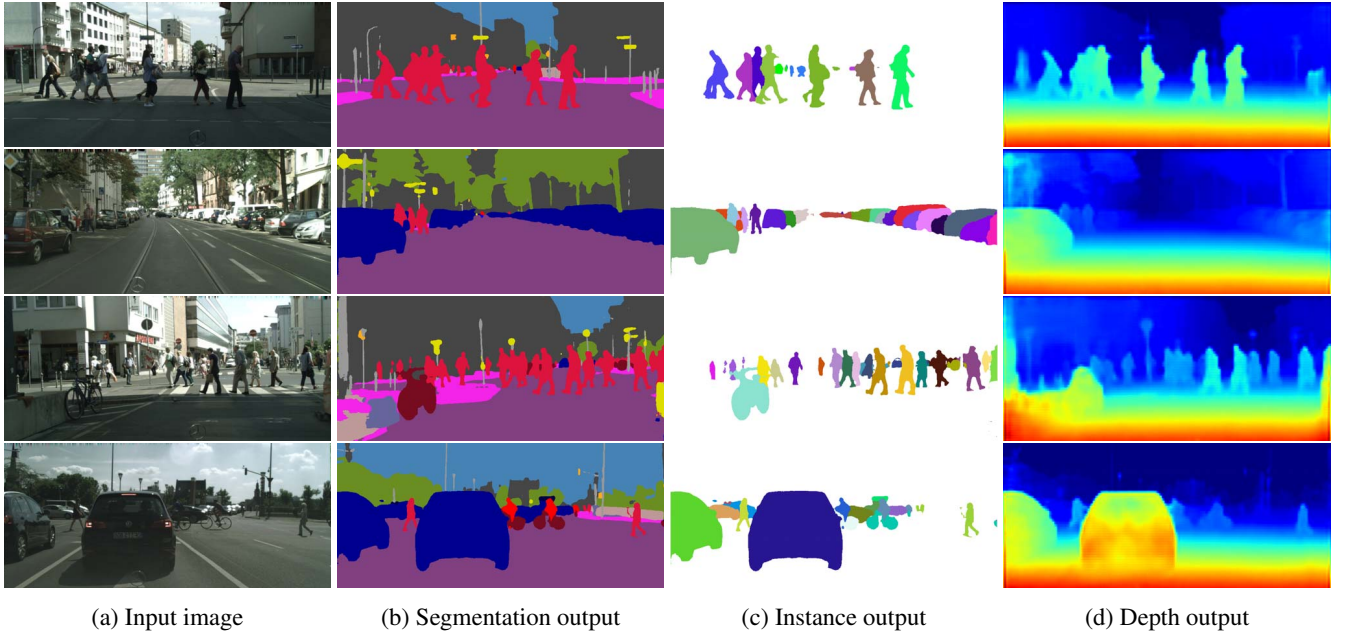 (a) Input image
(b) Segmentation output
(c) Instance output
(d) Depth output